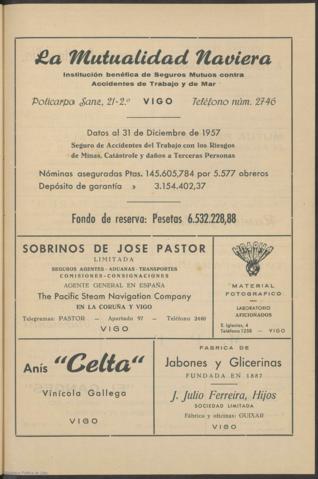 La Mutualidad Naviera
Institución benéfica de Seguros Mutuos contra
Accidentes de Trabajo y de Mar
Policarpo Sanz, 21-2.º VIGO Teléfono núm. 2746
Datos al 31 de Diciembre de 1957
Seguro de Accidentes del Trabajo con los Riesgos
de Minas, Catástrofe y daños a Terceras Personas
Nóminas aseguradas Ptas. 145.605,784 por 5.577 obreros
Depósito de garantía » 3.154.402,37
Fondo de reserva: Pesetas 6.532.228,88
SOBRINOS DE JOSE PASTOR
LIMITADA
SEGUROS AGENTES - ADUANAS - TRANSPORTES
COMISIONES - CONSIGNACIONES
AGENTE GENERAL EN ESPAÑA
The Pacific Steam Navigation Company
EN LA CORUÑA Y VIGO
Telegramas: PASTOR — Apartado 97 — Teléfono 2440
VIGO
MATERIAL
FOTOGRAFICO
LABORATORIO
AFICIONADOS
E. Iglesias, 4
Teléfono 1258 - VIGO
Anís "Celta"
Vinícola Gallega
VIGO
FABRICA DE
Jabones y Glicerinas
FUNDADA EN 1887
J. Julio Ferreira, Hijos
SOCIEDAD LIMITADA
Fábrica y oficinas: GUIXAR
VIGO